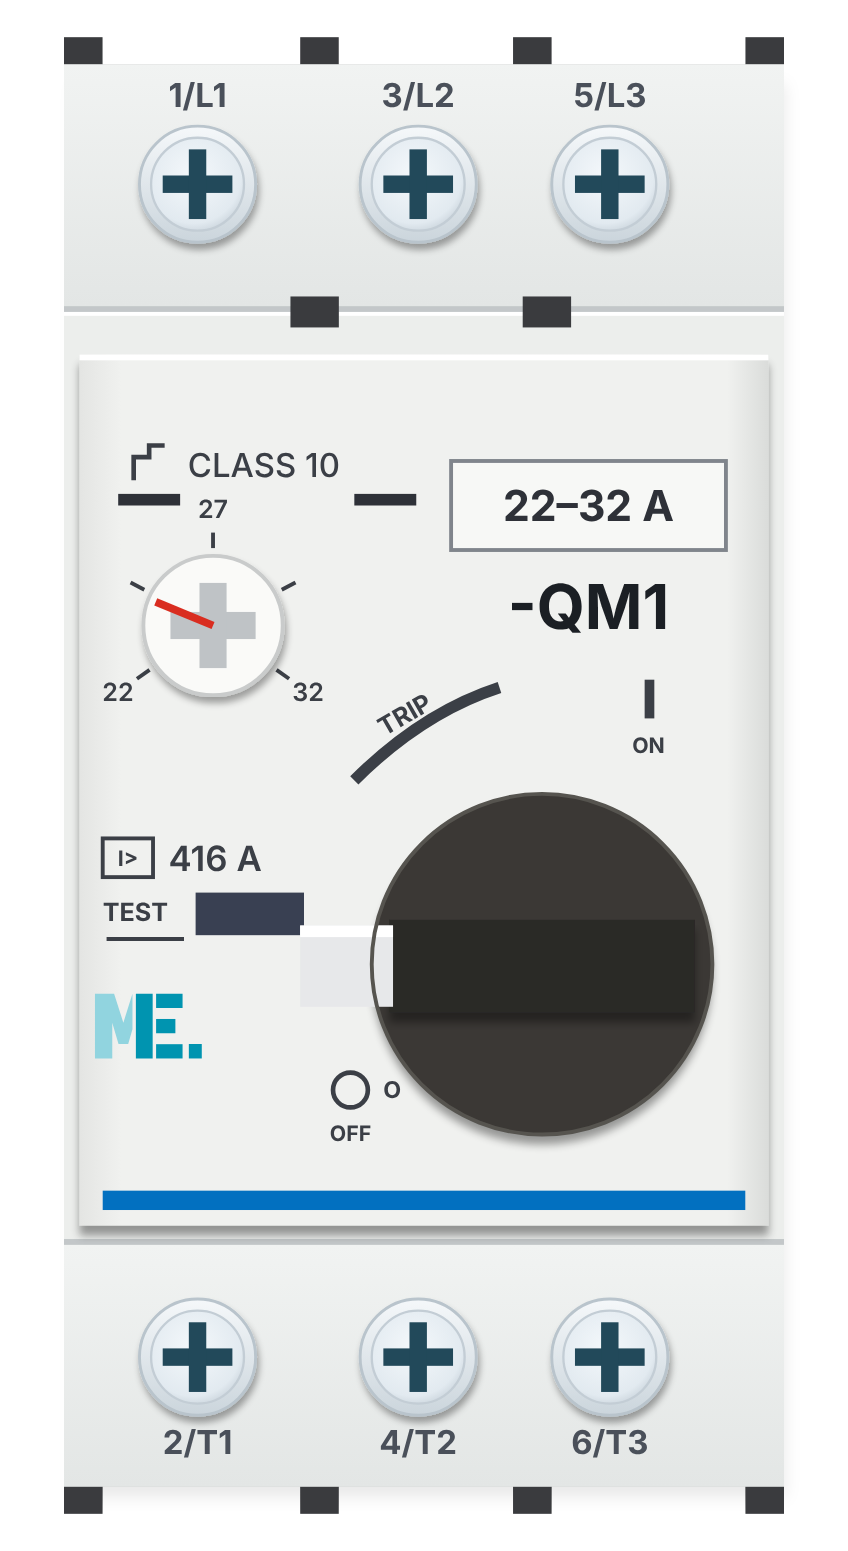 1/L1 3/L2 5/L3
CLASS 10
27
22–32 A
-QM1
22 32
TRIP
ON
I> 416 A
TEST
ME.
O
OFF
2/T1 4/T2 6/T3